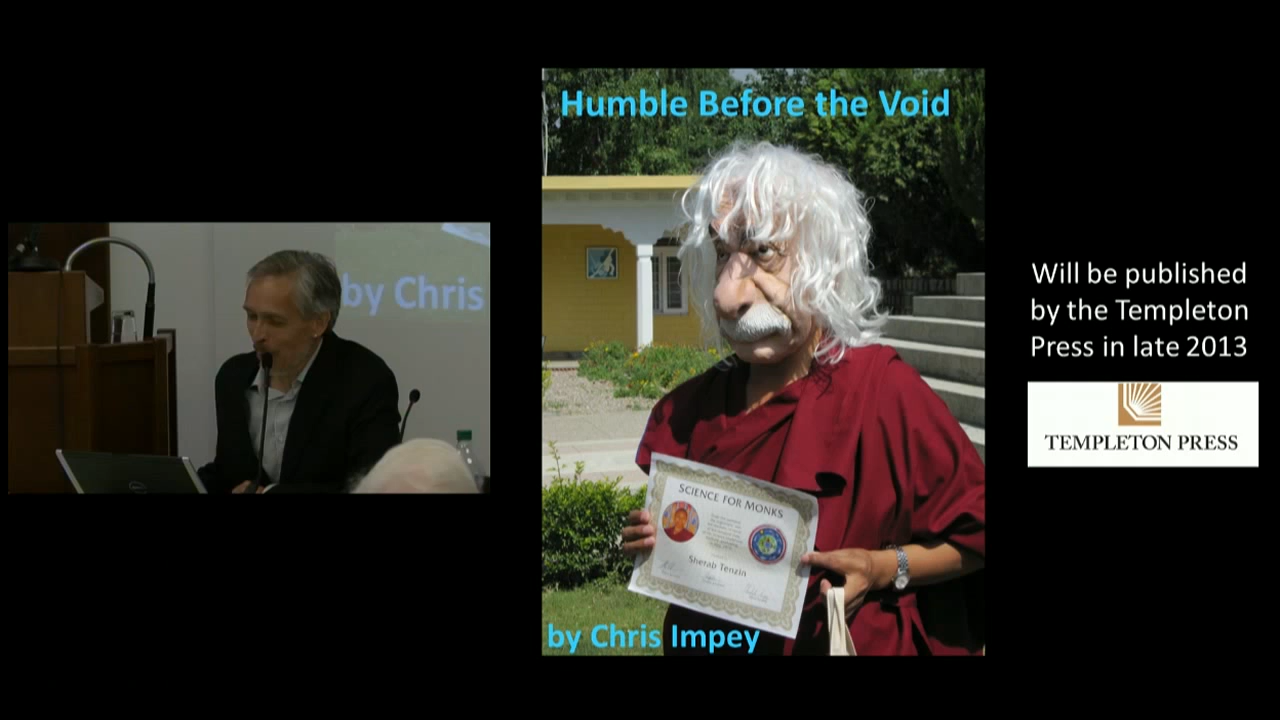 by Chris
Humble Before the Void
SCIENCE FOR MONKS
Sherab Tenzin
by Chris Impey
Will be published
by the Templeton
Press in late 2013
TEMPLETON PRESS